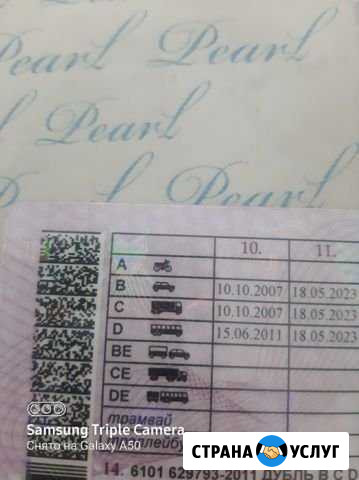 Pearl
Pearl Pearl
Pearl
Pearl
10. 11.
A
B 10.10.2007 18.05.2023
C 10.10.2007 18.05.2023
D 15.06.2011 18.05.2023
BE
CE
DE
трамвай
Samsung Triple Camera
Снято на Galaxy A50
СТРАНА УСЛУГ
14. 6101 629793-2011 ДУБЛЬ B C D